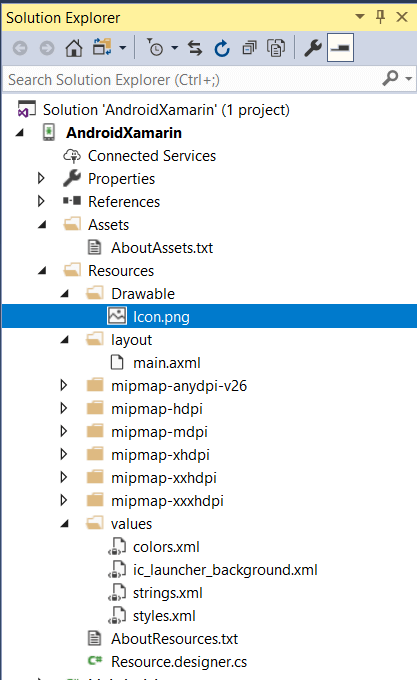 Solution Explorer
Search Solution Explorer (Ctrl+;)
Solution 'AndroidXamarin' (1 project)
AndroidXamarin
Connected Services
Properties
References
Assets
AboutAssets.txt
Resources
Drawable
Icon.png
layout
main.axml
mipmap-anydpi-v26
mipmap-hdpi
mipmap-mdpi
mipmap-xhdpi
mipmap-xxhdpi
mipmap-xxxhdpi
values
colors.xml
ic_launcher_background.xml
strings.xml
styles.xml
AboutResources.txt
C# Resource.designer.cs